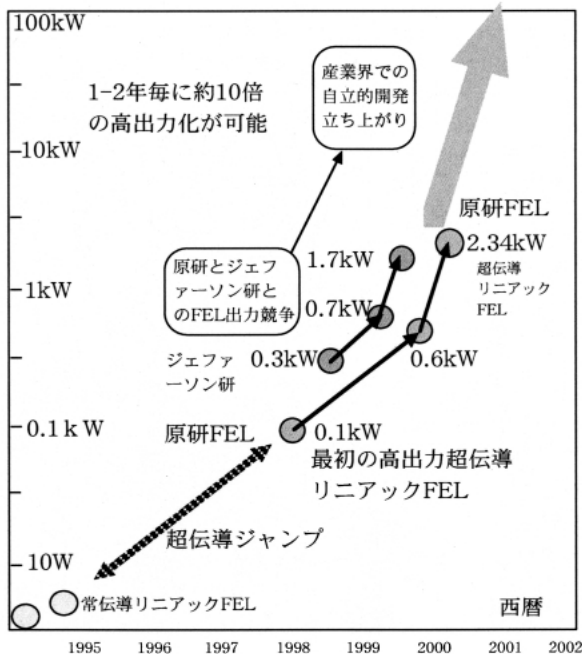 100kW
1-2年毎に約10倍
の高出力化が可能
産業界での
自立的開発
立ち上がり
10kW
原研FEL
2.34kW
超伝導
リニアック
FEL
原研とジェフ
ァーソン研と
のFEL出力競争
1.7kW
1kW
0.7kW
ジェファ
ーソン研
0.3kW
0.6kW
0.1kW
原研FEL
0.1kW
最初の高出力超伝導
リニアックFEL
超伝導ジャンプ
10W
常伝導リニアックFEL
西暦
1995 1996 1997 1998 1999 2000 2001 2002